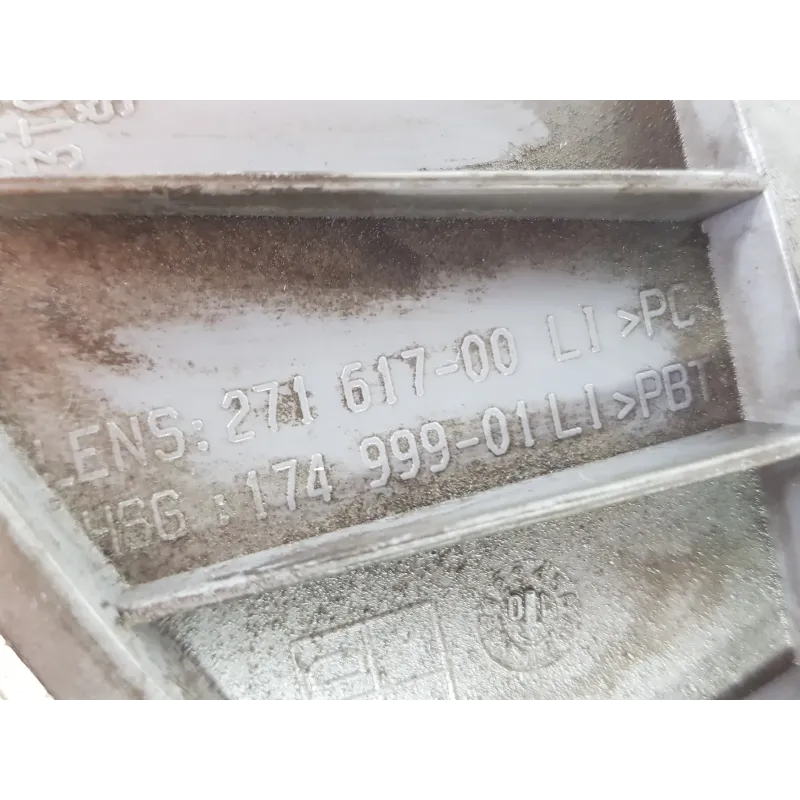 LENS: 271 617-00 LI >PC<
HSG : 174 999-01 LI >PBT